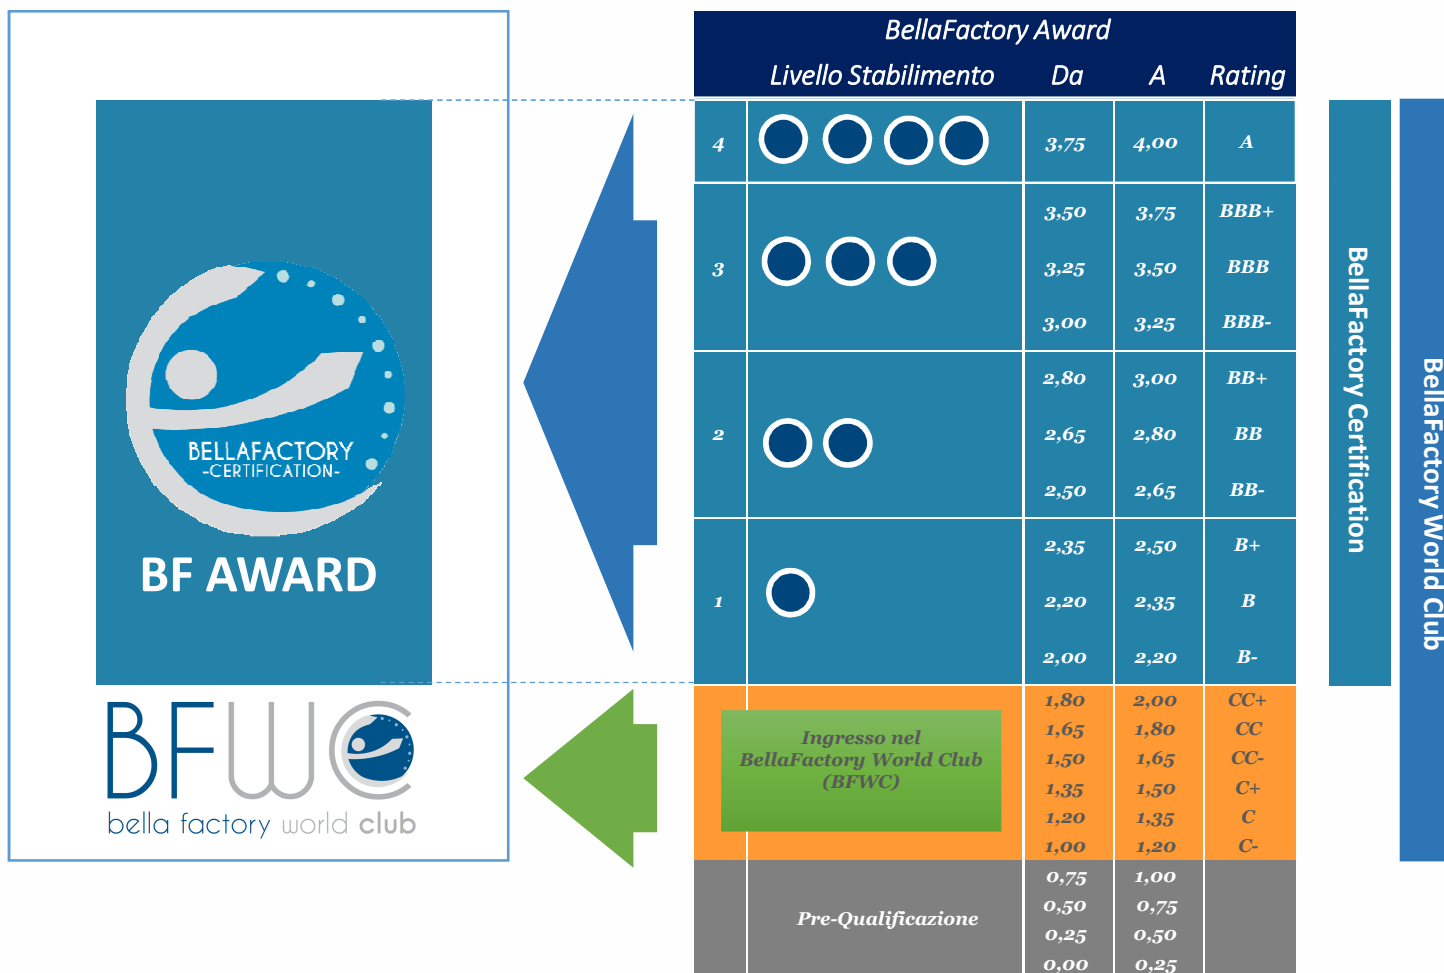 BellaFactory Award
Livello Stabilimento Da A Rating
4 3,75 4,00 A
3,50 3,75 BBB+
3 3,25 3,50 BBB
3,00 3,25 BBB-
2,80 3,00 BB+
2 2,65 2,80 BB
2,50 2,65 BB-
2,35 2,50 B+
1 2,20 2,35 B
2,00 2,20 B-
1,80 2,00 CC+
1,65 1,80 CC
1,50 1,65 CC-
1,35 1,50 C+
1,20 1,35 C
1,00 1,20 C-
Ingresso nel
BellaFactory World Club
(BFWC)
0,75 1,00
0,50 0,75
Pre-Qualificazione
0,25 0,50
0,00 0,25
BELLAFACTORY
-CERTIFICATION-
BF AWARD
BFWC
bella factory world club
BellaFactory Certification
BellaFactory World Club